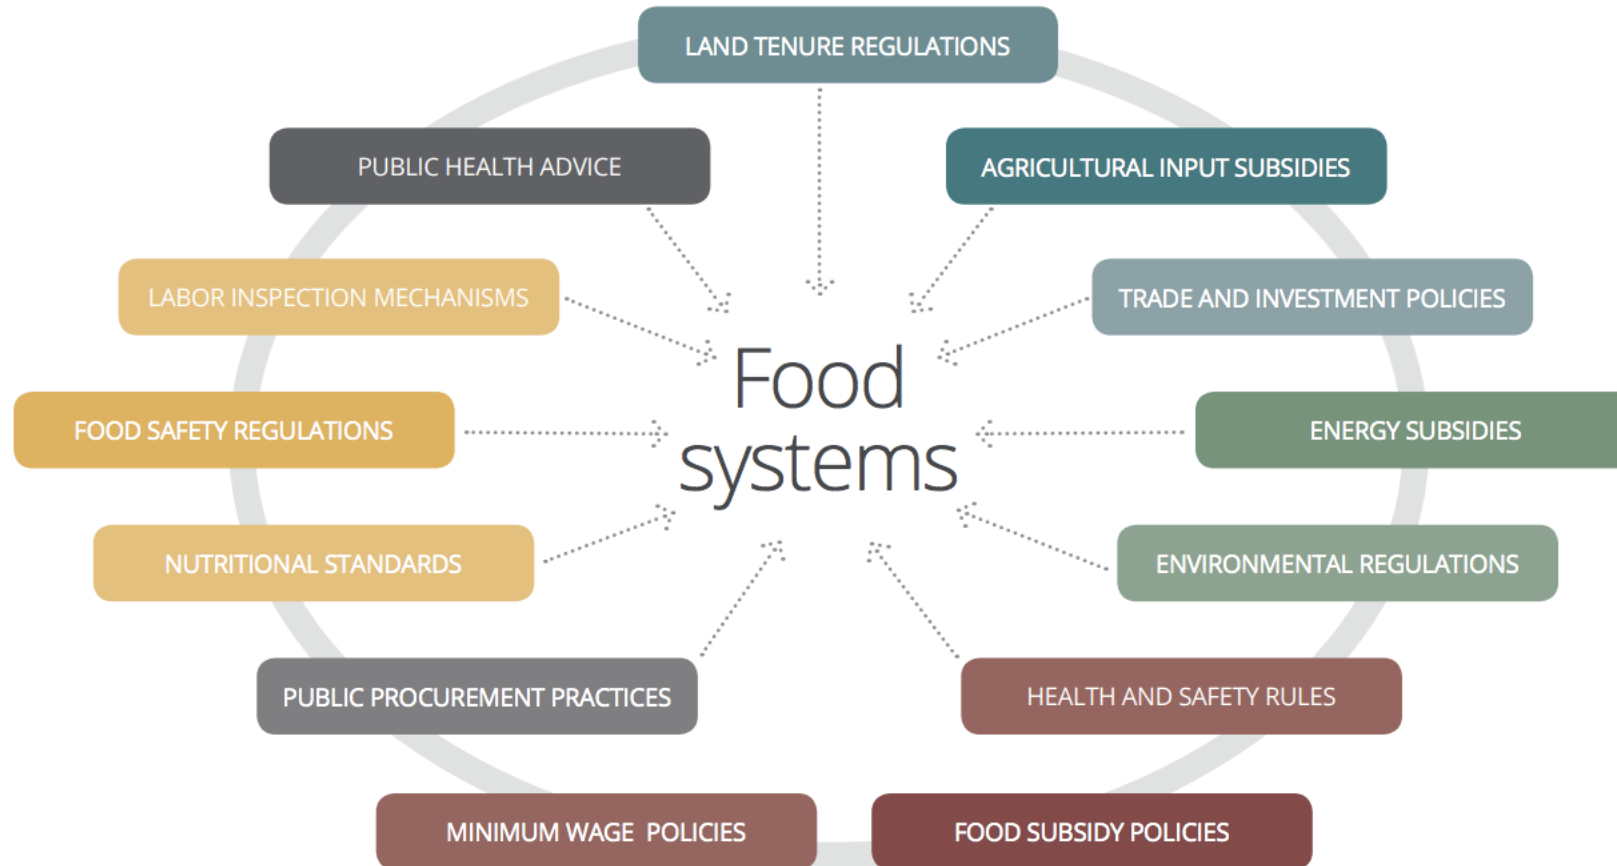 LAND TENURE REGULATIONS
PUBLIC HEALTH ADVICE
AGRICULTURAL INPUT SUBSIDIES
LABOR INSPECTION MECHANISMS
TRADE AND INVESTMENT POLICIES
Food
systems
FOOD SAFETY REGULATIONS
ENERGY SUBSIDIES
NUTRITIONAL STANDARDS
ENVIRONMENTAL REGULATIONS
PUBLIC PROCUREMENT PRACTICES
HEALTH AND SAFETY RULES
MINIMUM WAGE POLICIES
FOOD SUBSIDY POLICIES